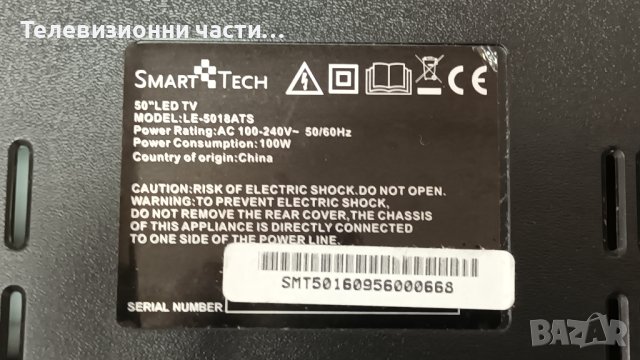 Телевизионни части...
SMART TECH
50"LED TV
MODEL:LE-5018ATS
Power Rating:AC 100-240V~ 50/60Hz
Power Consumption:100W
Country of origin:China
CAUTION:RISK OF ELECTRIC SHOCK.DO NOT OPEN.
WARNING:TO PREVENT ELECTRIC SHOCK,
DO NOT REMOVE THE REAR COVER,THE CHASSIS
OF THIS APPLIANCE IS DIRECTLY CONNECTED
TO ONE SIDE OF THE POWER LINE.
SMT50160956000668
SERIAL NUMBER
BAZAR